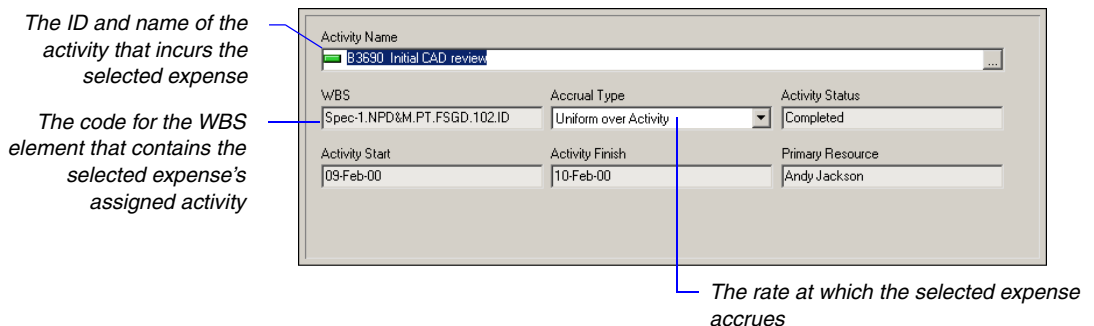 The ID and name of the
activity that incurs the
selected expense
The code for the WBS
element that contains the
selected expense's
assigned activity
Activity Name
B3690 Initial CAD review
...
WBS
Accrual Type
Activity Status
Spec-1.NPD&M.PT.FSGD.102.ID
Uniform over Activity
Completed
Activity Start
Activity Finish
Primary Resource
09-Feb-00
10-Feb-00
Andy Jackson
The rate at which the selected expense
accrues